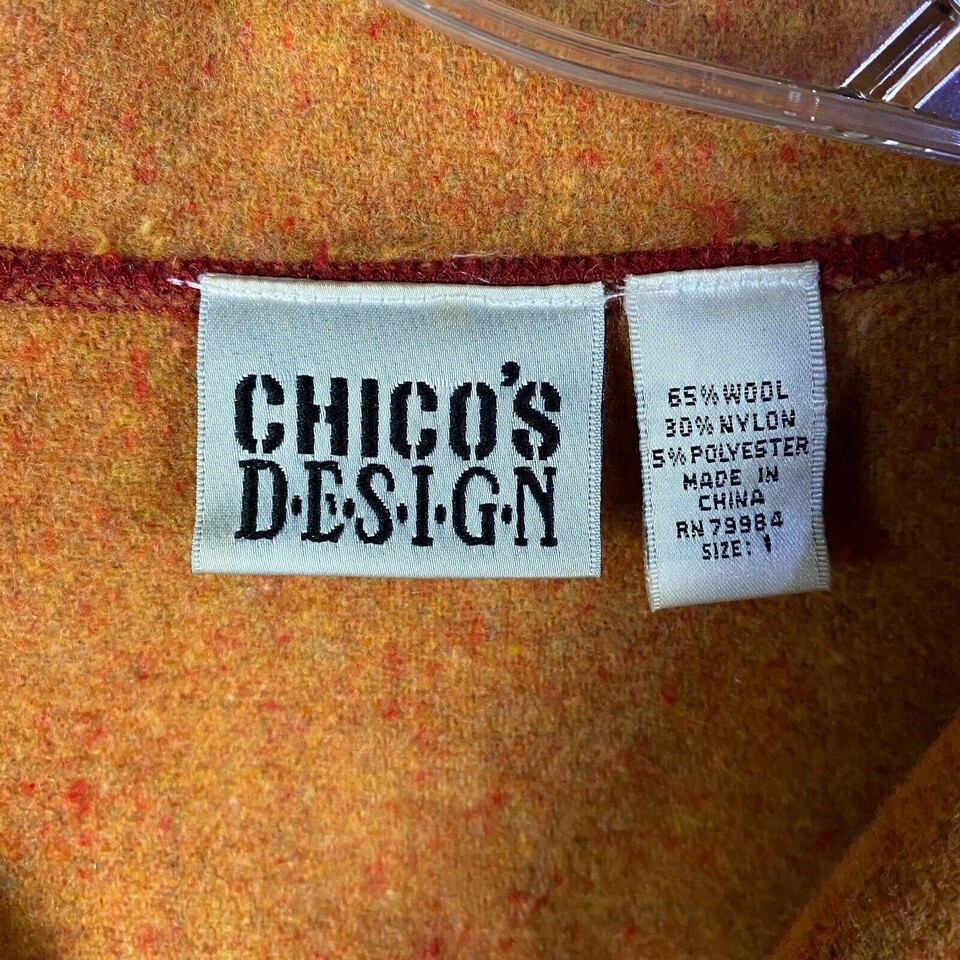 CHICO'S
D·E·S·I·G·N
65% WOOL
30% NYLON
5% POLYESTER
MADE IN
CHINA
RN 79984
SIZE: 1